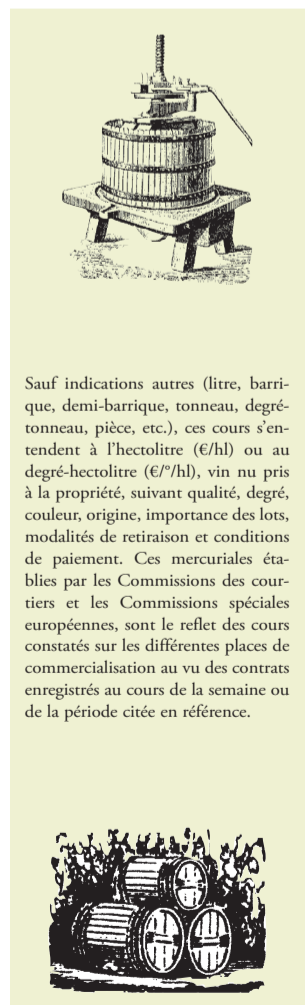 Sauf indications autres (litre, barri-
que, demi-barrique, tonneau, degré-
tonneau, pièce, etc.), ces cours s'en-
tendent à l'hectolitre (€/hl) ou au
degré-hectolitre (€/°/hl), vin nu pris
à la propriété, suivant qualité, degré,
couleur, origine, importance des lots,
modalités de retiraison et conditions
de paiement. Ces mercuriales éta-
blies par les Commissions des cour-
tiers et les Commissions spéciales
européennes, sont le reflet des cours
constatés sur les différentes places de
commercialisation au vu des contrats
enregistrés au cours de la semaine ou
de la période citée en référence.